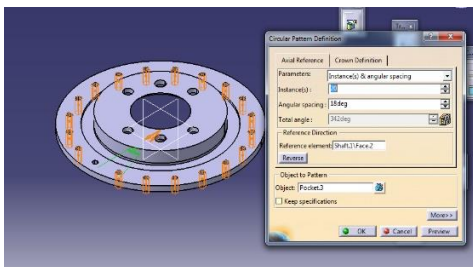 Circular Pattern Definition
Axial Reference Crown Definition
Parameters: Instance(s) & angular spacing
Instance(s) : 20
Angular spacing : 18deg
Total angle : 342deg
Reference Direction
Reference element: Shaft.1\Face.2
Reverse
Object to Pattern
Object: Pocket.3
Keep specifications
More>>
OK Cancel Preview